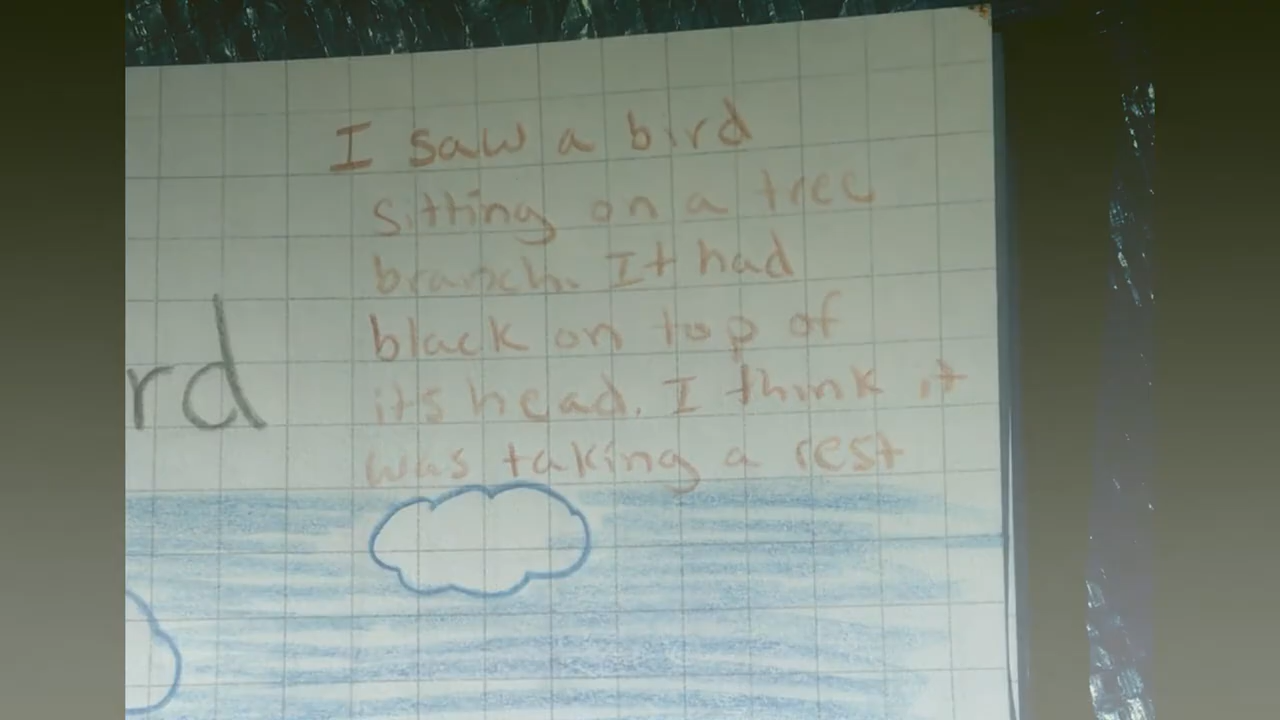 I saw a bird
sitting on a tree
branch. It had
black on top of
rd
its head. I think it
was taking a rest